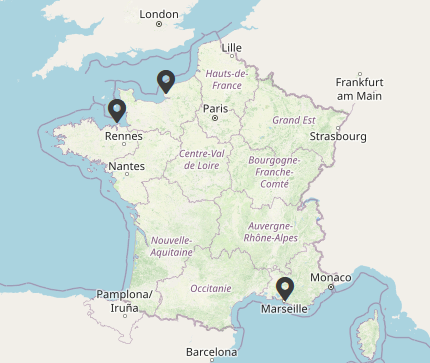 London
Lille
Hauts-de-
France
Frankfurt
am Main
Paris
Grand Est
Strasbourg
Rennes
Nantes
Centre-Val
de Loire
Bourgogne-
Franche-
Comté
Auvergne-
Rhône-Alpes
Nouvelle-
Aquitaine
Occitanie
Monaco
Marseille
Pamplona/
Iruña
Barcelona